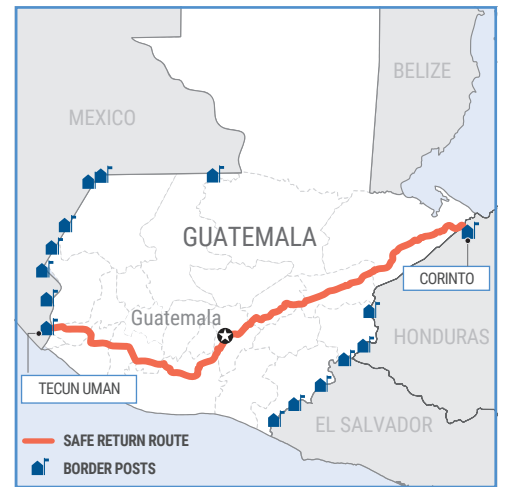 BELIZE
MEXICO
GUATEMALA
CORINTO
Guatemala
HONDURAS
TECUN UMAN
EL SALVADOR
SAFE RETURN ROUTE
BORDER POSTS